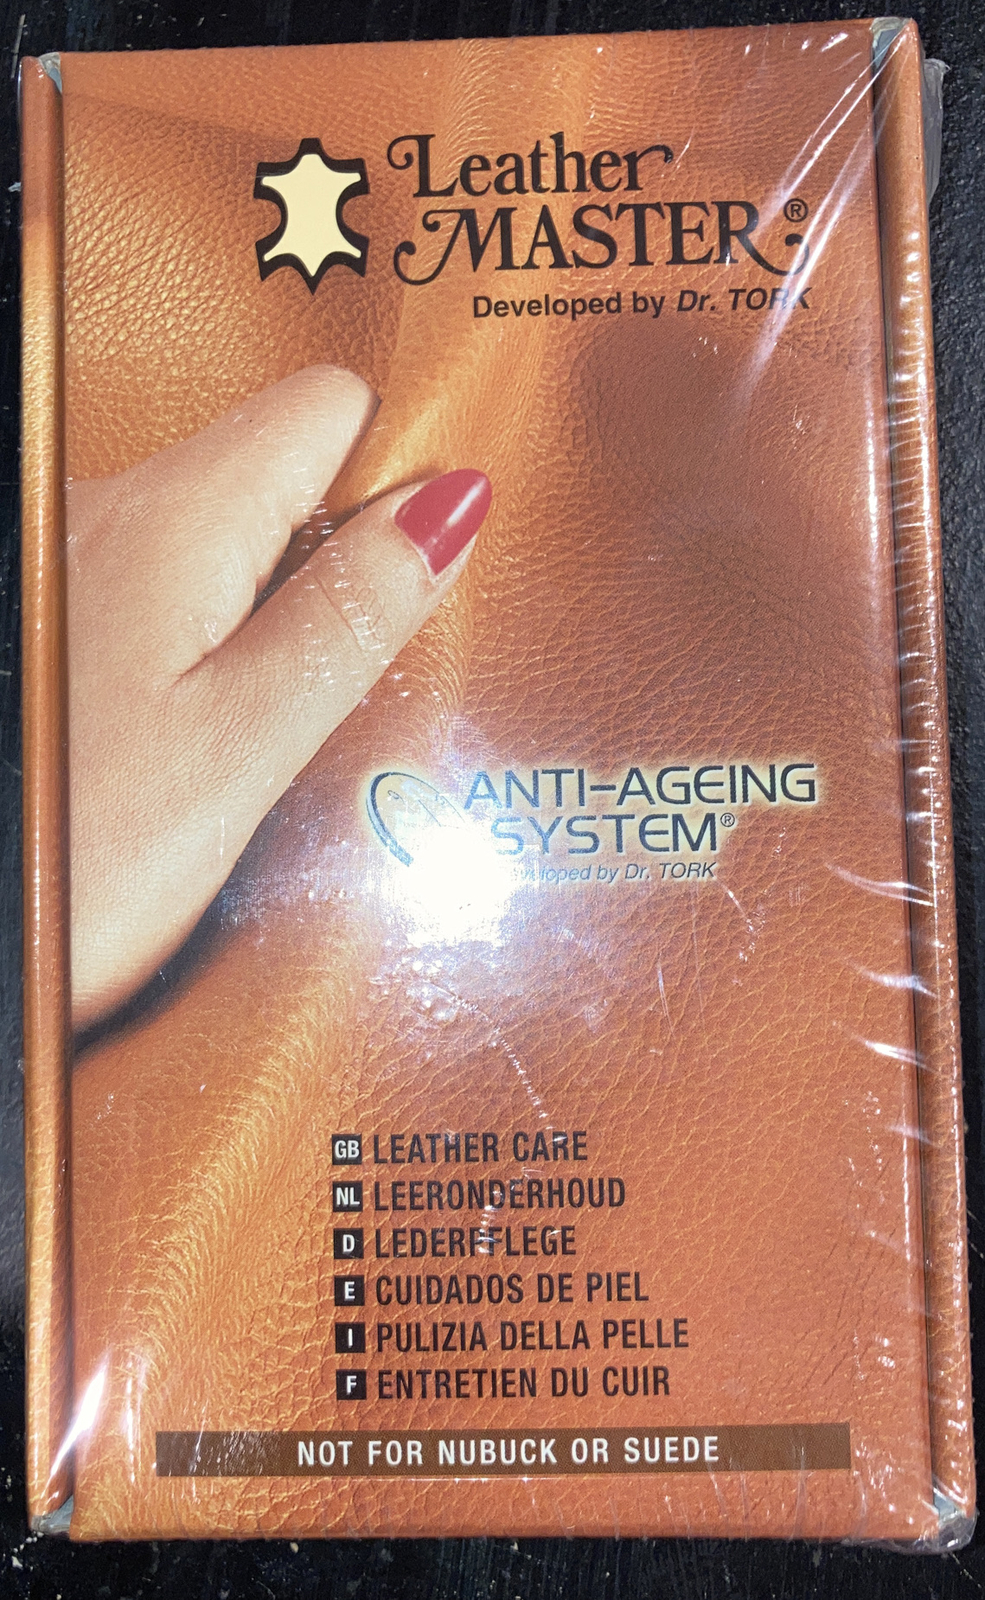 Leather
MASTER®
Developed by Dr. TORK
ANTI-AGEING
SYSTEM®
by Dr. TORK
GB LEATHER CARE
NL LEERONDERHOUD
D LEDERPFLEGE
E CUIDADOS DE PIEL
I PULIZIA DELLA PELLE
F ENTRETIEN DU CUIR
NOT FOR NUBUCK OR SUEDE